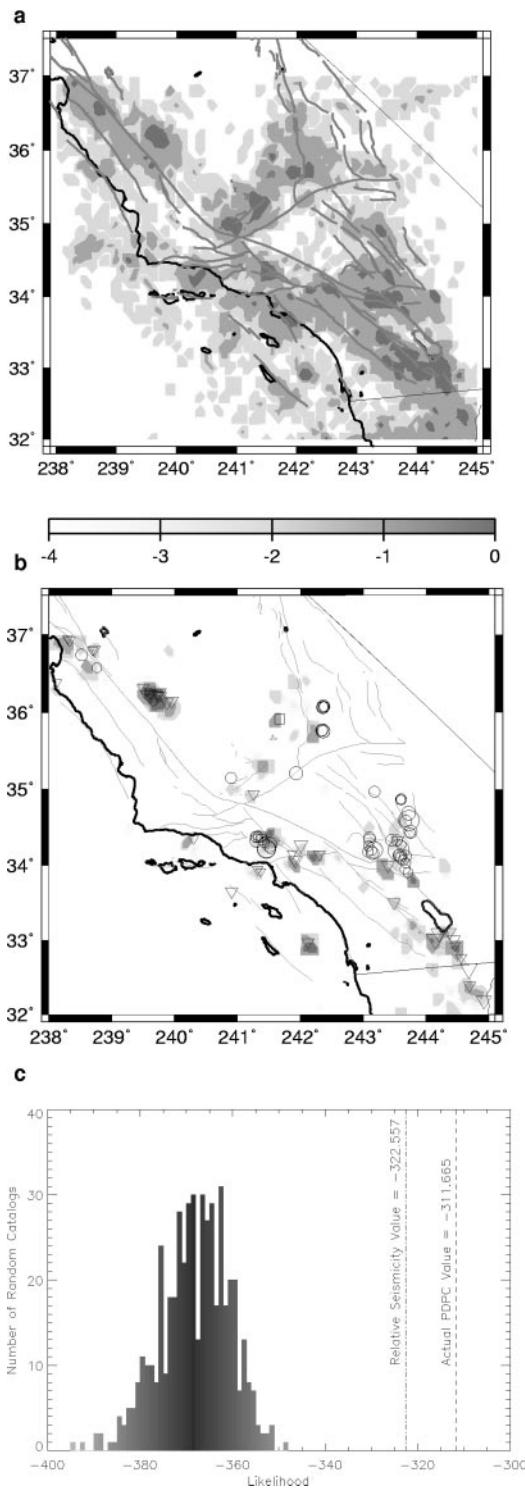 a
37°
36°
35°
34°
33°
32°
238° 239° 240° 241° 242° 243° 244° 245°
-4 -3 -2 -1 0
b
37°
36°
35°
34°
33°
32°
238° 239° 240° 241° 242° 243° 244° 245°
c
40
30
20
10
0
Number of Random Catalogs
Relative Seismicity Value = -322.557
Actual PDPC Value = -311.665
-400 -380 -360 -340 -320 -300
Likelihood